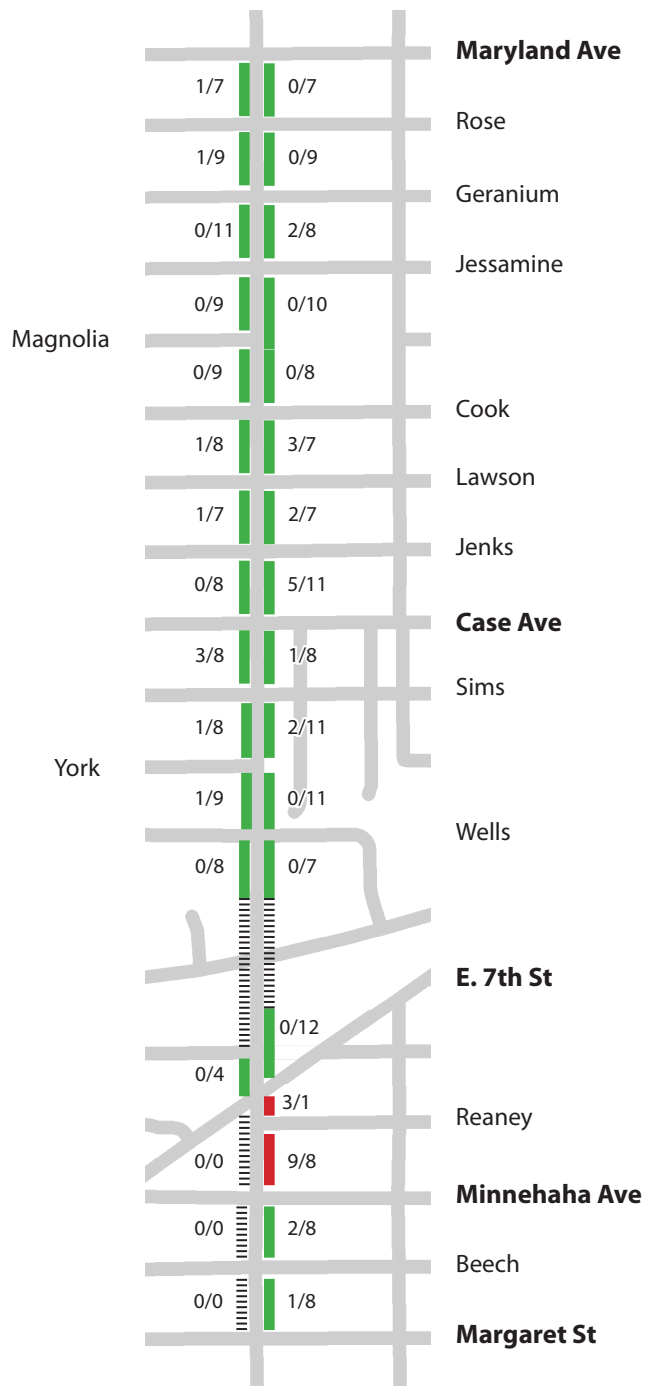 Maryland Ave
1/7 0/7
Rose
1/9 0/9
Geranium
0/11 2/8
Jessamine
0/9 0/10
Magnolia
0/9 0/8
Cook
1/8 3/7
Lawson
1/7 2/7
Jenks
0/8 5/11
Case Ave
3/8 1/8
Sims
1/8 2/11
York
1/9 0/11
Wells
0/8 0/7
E. 7th St
0/12
0/4
3/1
Reaney
0/0 9/8
Minnehaha Ave
0/0 2/8
Beech
0/0 1/8
Margaret St